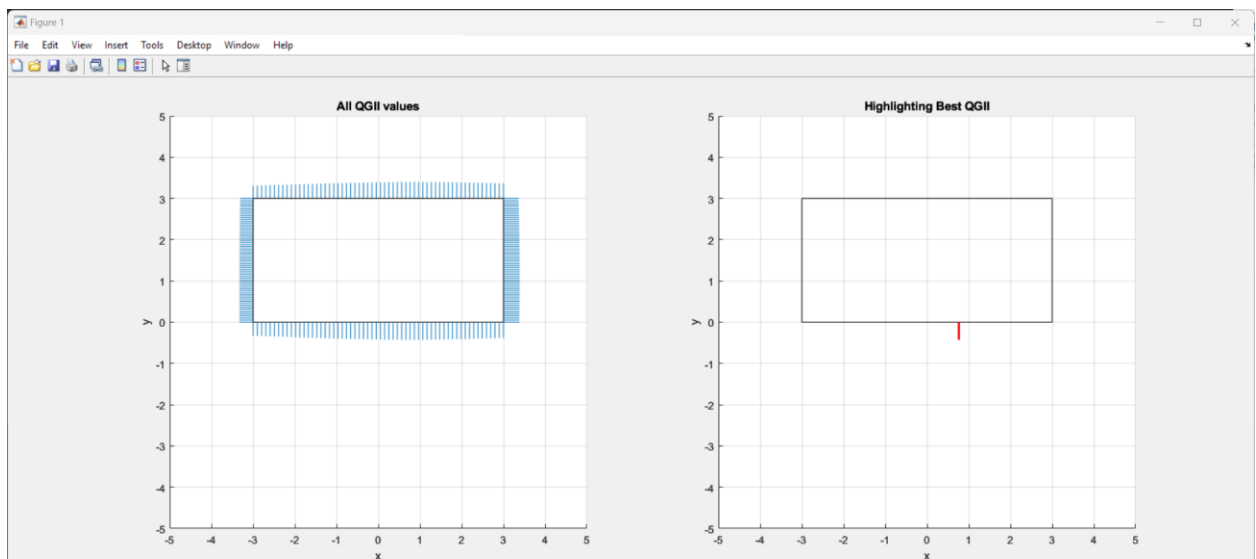 Figure 1
File Edit View Insert Tools Desktop Window Help
All QGII values
5
4
3
2
1
0
-1
-2
-3
-4
-5
y
-5 -4 -3 -2 -1 0 1 2 3 4 5
x
Highlighting Best QGII
5
4
3
2
1
0
-1
-2
-3
-4
-5
y
-5 -4 -3 -2 -1 0 1 2 3 4 5
x